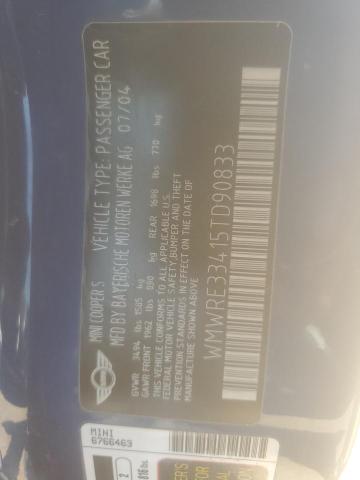 MINI COOPER S
VEHICLE TYPE: PASSENGER CAR
MFD BY BAYERISCHE MOTOREN WERKE AG 07/04
GVWR 3494 lbs 1585 kg
GAWR FRONT 1962 lbs 890 kg REAR 1698 lbs 770 kg
THIS VEHICLE CONFORMS TO ALL APPLICABLE U.S.
FEDERAL MOTOR VEHICLE SAFETY, BUMPER AND THEFT
PREVENTION STANDARDS IN EFFECT ON THE DATE OF
MANUFACTURE SHOWN ABOVE
WMWRE33415TD90833
MINI
6766463
2
816 lbs.